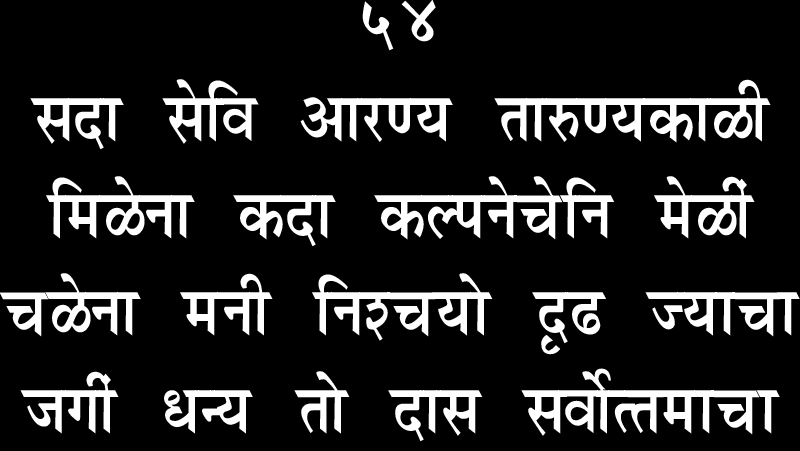 ५४
सदा सेवि आरण्य तारुण्यकाळी
मिळेना कदा कल्पनेचेनि मेळीं
चळेना मनी निश्चयो दृढ ज्याचा
जगीं धन्य तो दास सर्वोत्तमाचा